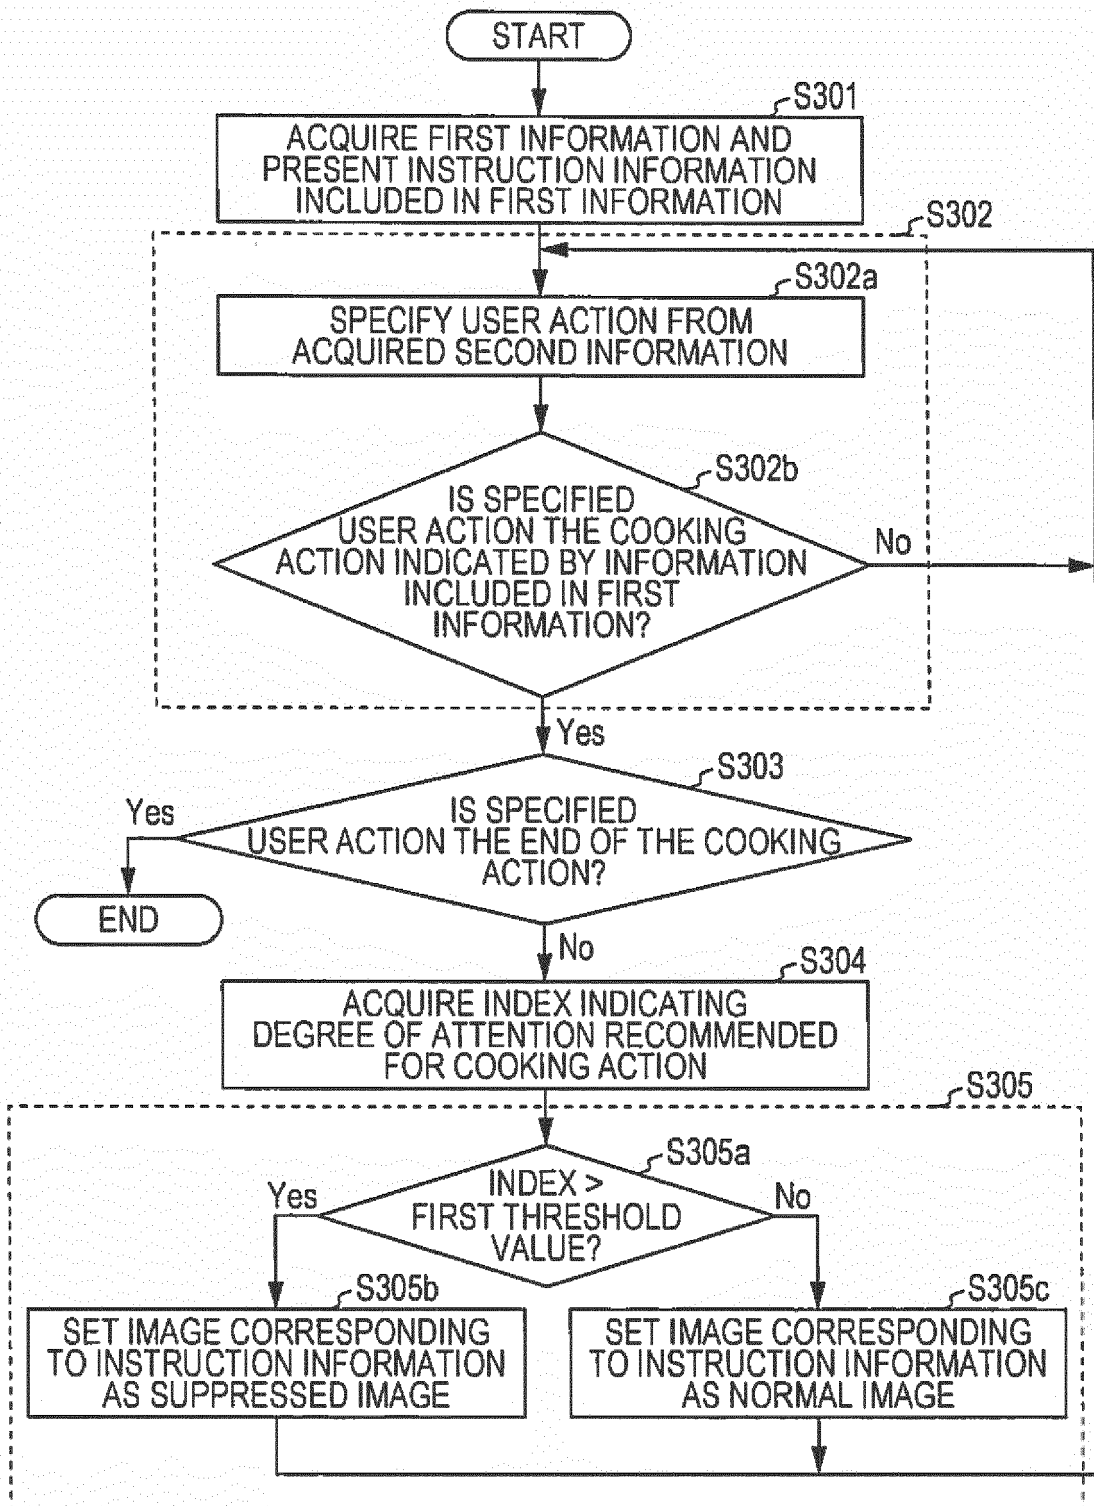 START
S301
ACQUIRE FIRST INFORMATION AND
PRESENT INSTRUCTION INFORMATION
INCLUDED IN FIRST INFORMATION
S302
S302a
SPECIFY USER ACTION FROM
ACQUIRED SECOND INFORMATION
S302b
IS SPECIFIED
USER ACTION THE COOKING
ACTION INDICATED BY INFORMATION
INCLUDED IN FIRST
INFORMATION?
No
Yes
S303
IS SPECIFIED
USER ACTION THE END OF THE COOKING
ACTION?
Yes
END
No
S304
ACQUIRE INDEX INDICATING
DEGREE OF ATTENTION RECOMMENDED
FOR COOKING ACTION
S305
S305a
INDEX >
FIRST THRESHOLD
VALUE?
Yes
No
S305b
SET IMAGE CORRESPONDING
TO INSTRUCTION INFORMATION
AS SUPPRESSED IMAGE
S305c
SET IMAGE CORRESPONDING
TO INSTRUCTION INFORMATION
AS NORMAL IMAGE